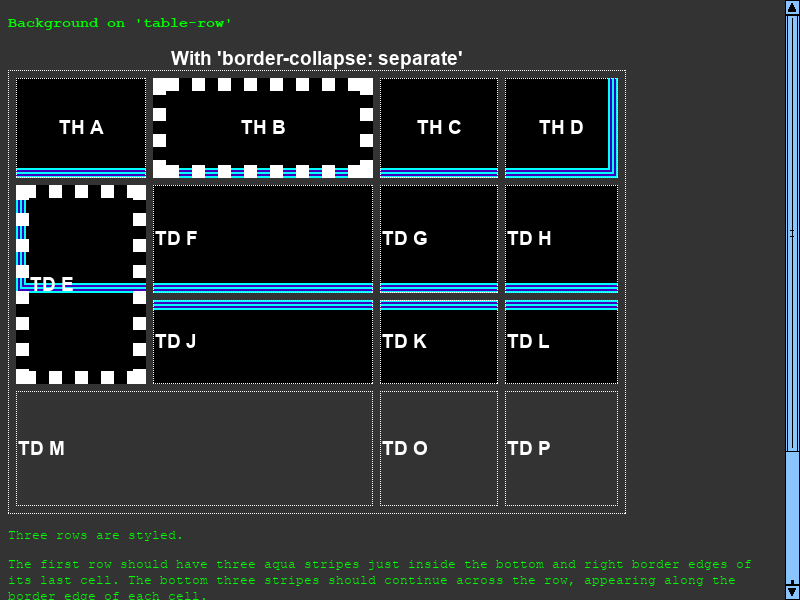 Background on 'table-row'
With 'border-collapse: separate'
TH A TH B TH C TH D
TD E
TD F TD G TD H
TD J TD K TD L
TD M TD O TD P
Three rows are styled.
The first row should have three aqua stripes just inside the bottom and right border edges of
its last cell. The bottom three stripes should continue across the row, appearing along the
border edge of each cell.